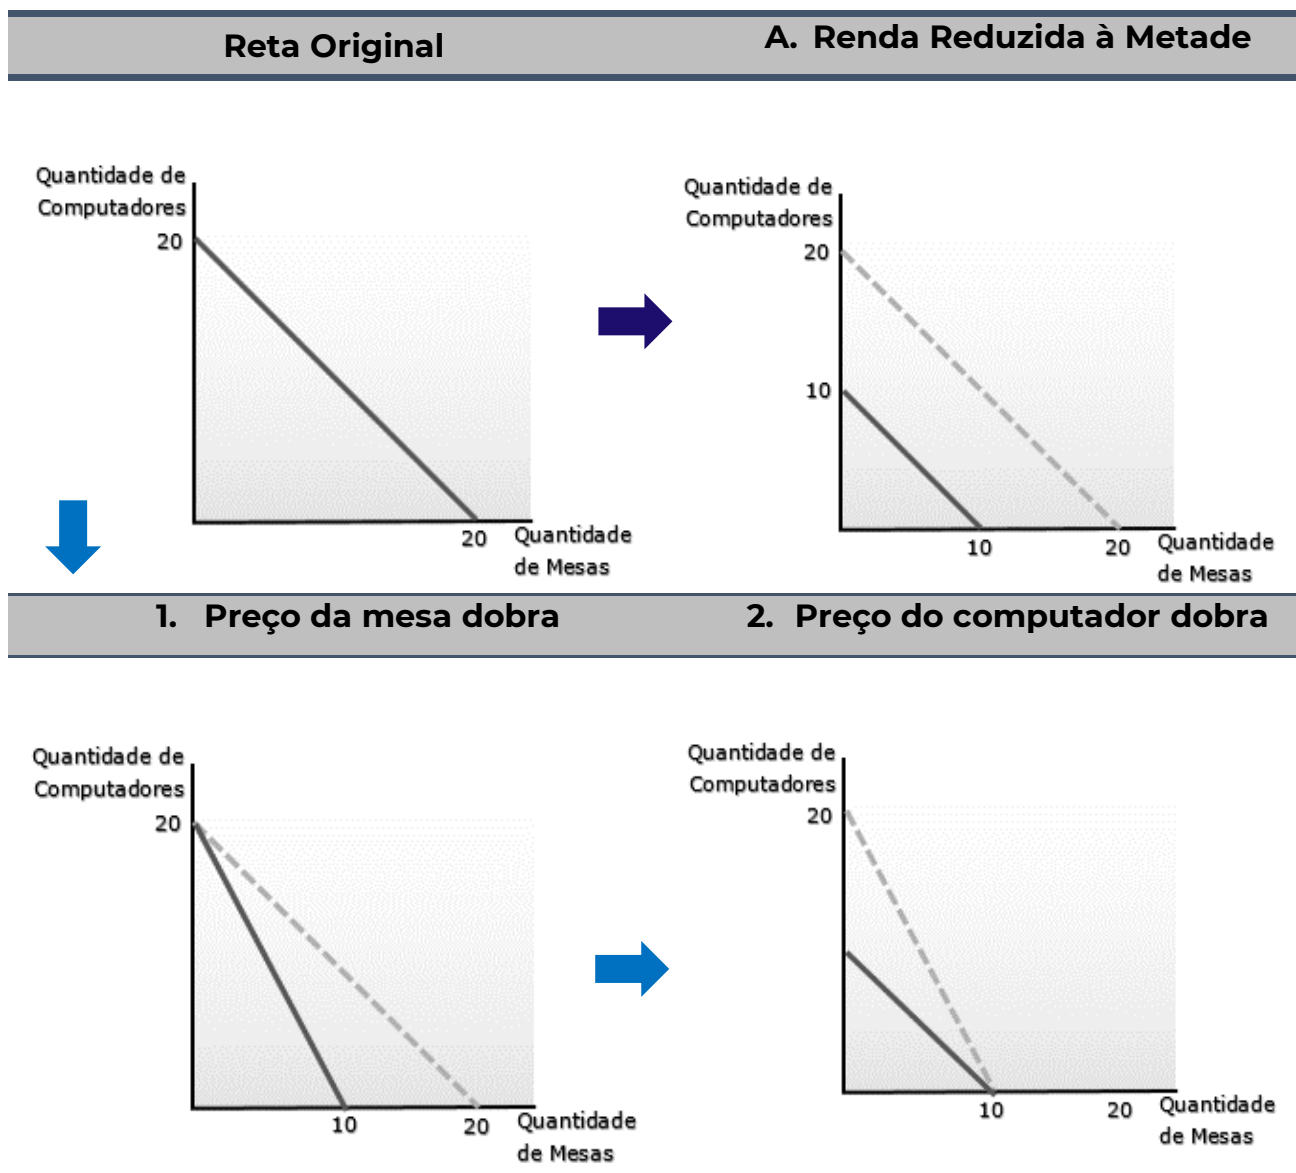 Reta Original
A. Renda Reduzida à Metade
Quantidade de
Computadores
20
20
Quantidade
de Mesas
Quantidade de
Computadores
20
10
10
20
Quantidade
de Mesas
1. Preço da mesa dobra
2. Preço do computador dobra
Quantidade de
Computadores
20
10
20
Quantidade
de Mesas
Quantidade de
Computadores
20
10
20
Quantidade
de Mesas